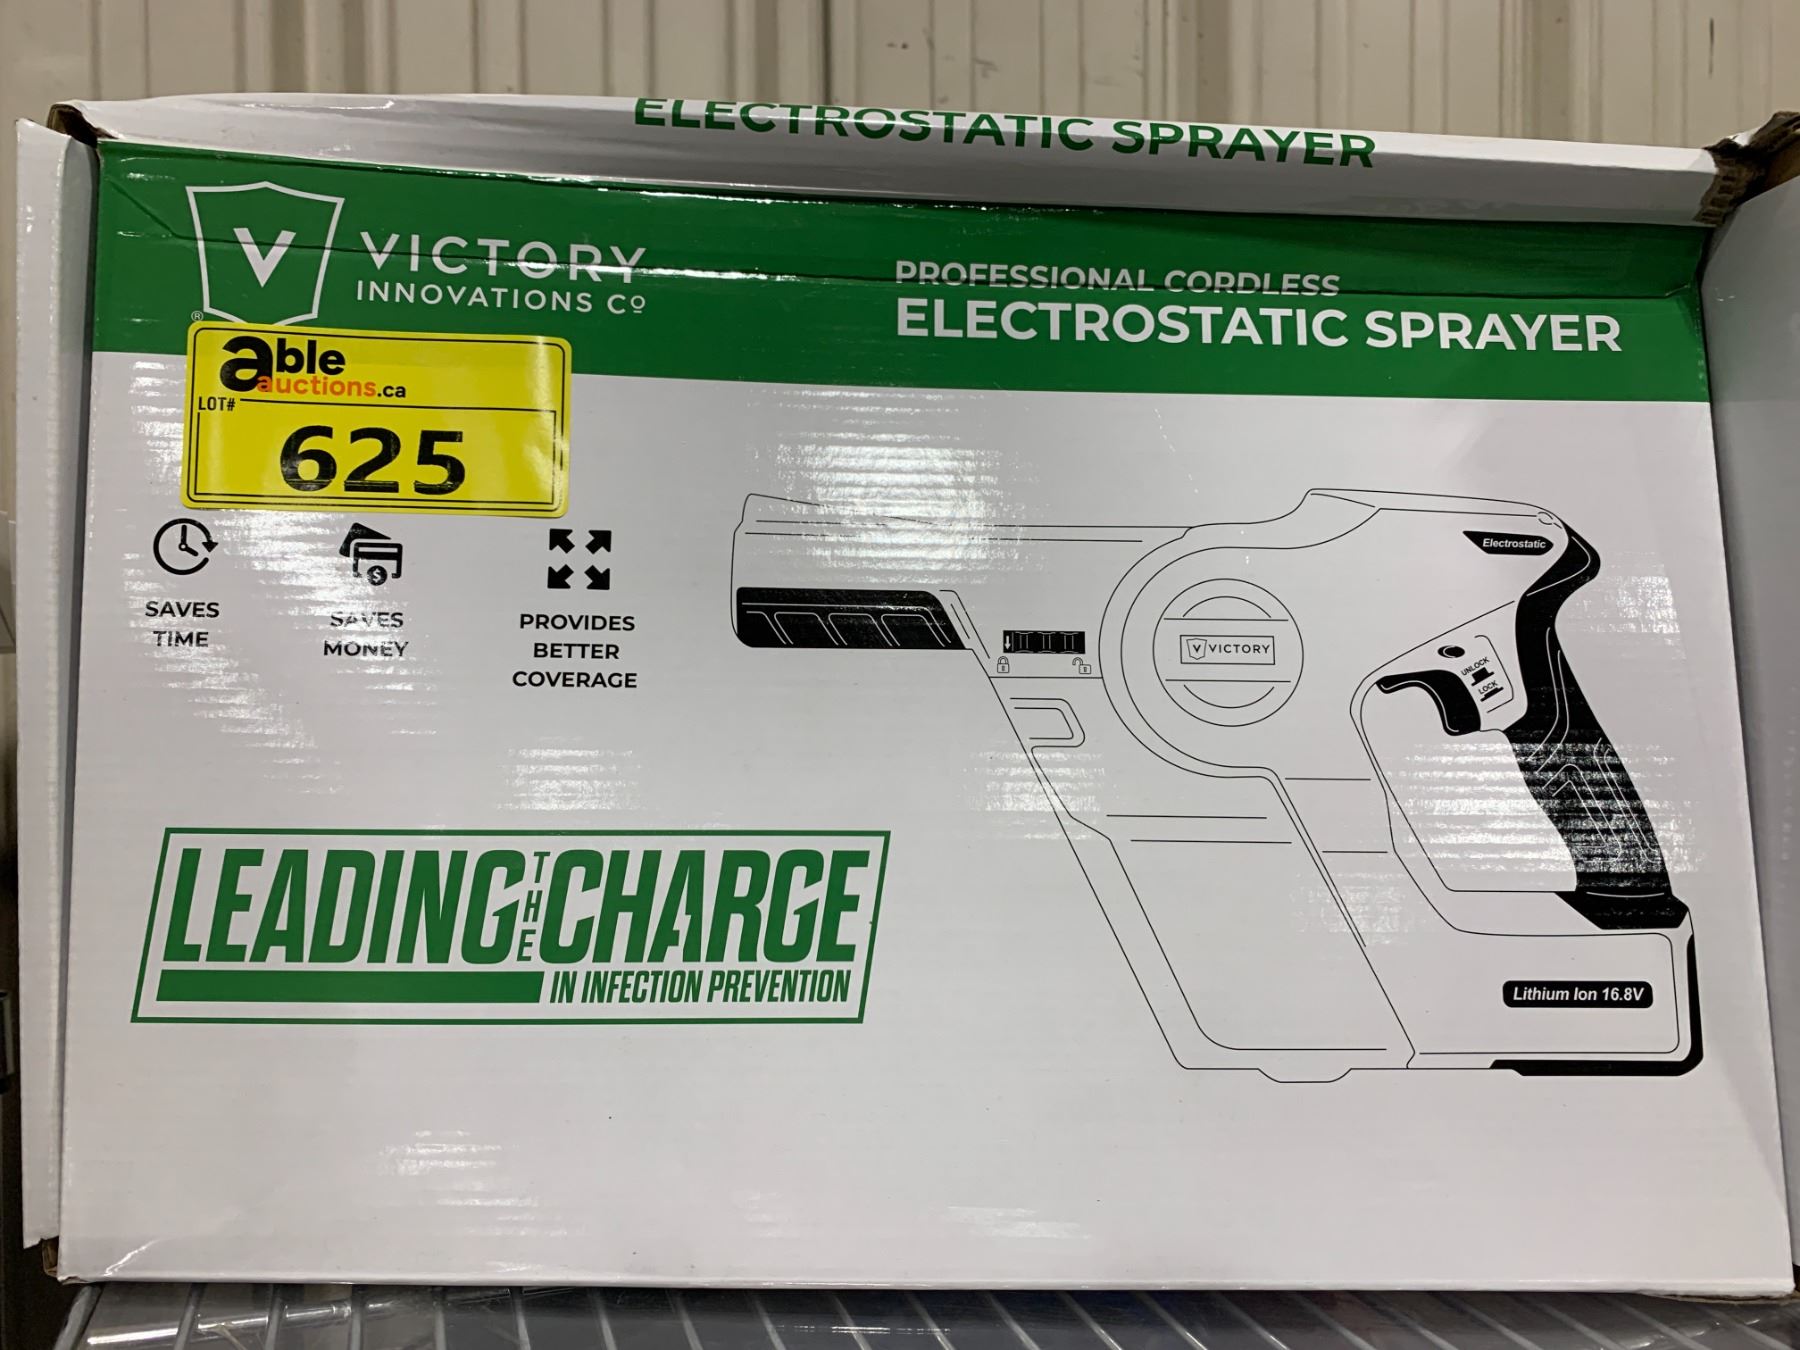 ELECTROSTATIC SPRAYER
V VICTORY
INNOVATIONS Cº
®
PROFESSIONAL CORDLESS
ELECTROSTATIC SPRAYER
able
auctions.ca
LOT#
625
SAVES
TIME
SAVES
MONEY
PROVIDES
BETTER
COVERAGE
Electrostatic
V VICTORY
UNLOCK
LOCK
Lithium Ion 16.8V
LEADING THE CHARGE
IN INFECTION PREVENTION